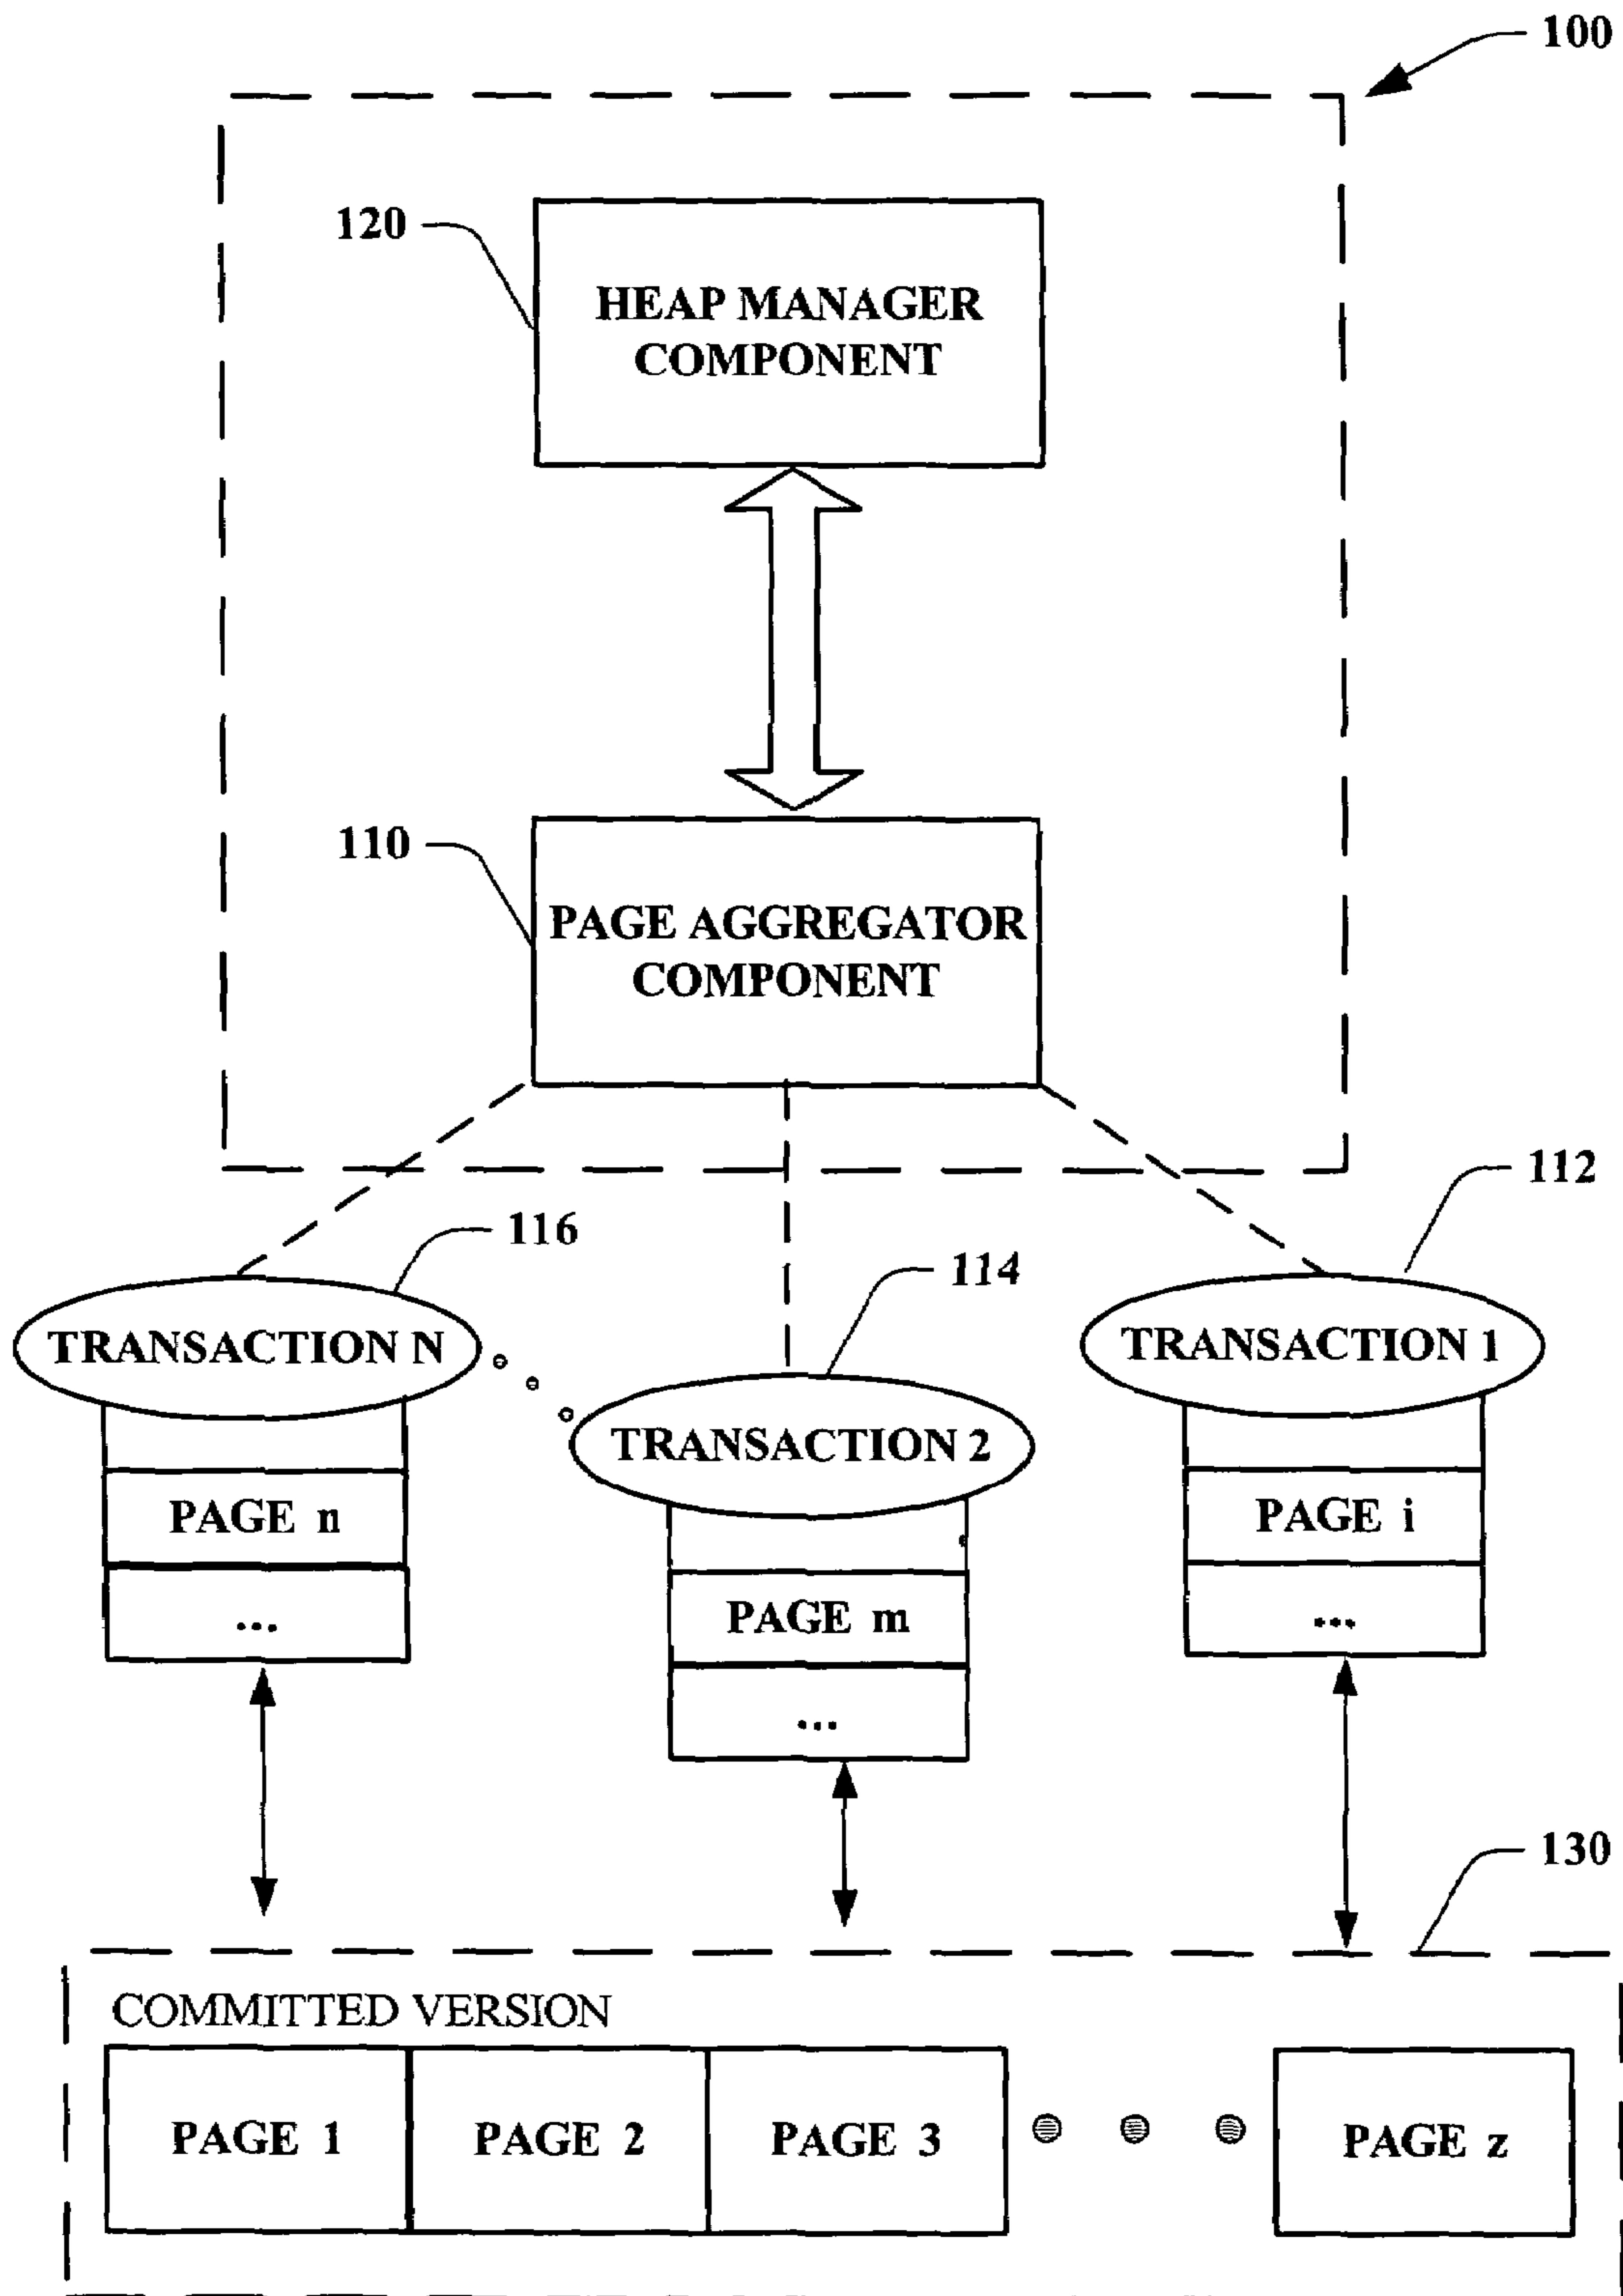 100
120
HEAP MANAGER
COMPONENT
110
PAGE AGGREGATOR
COMPONENT
112
116
114
TRANSACTION N
TRANSACTION 1
TRANSACTION 2
PAGE n
PAGE i
...
PAGE m
...
...
130
COMMITTED VERSION
PAGE 1
PAGE 2
PAGE 3
PAGE z